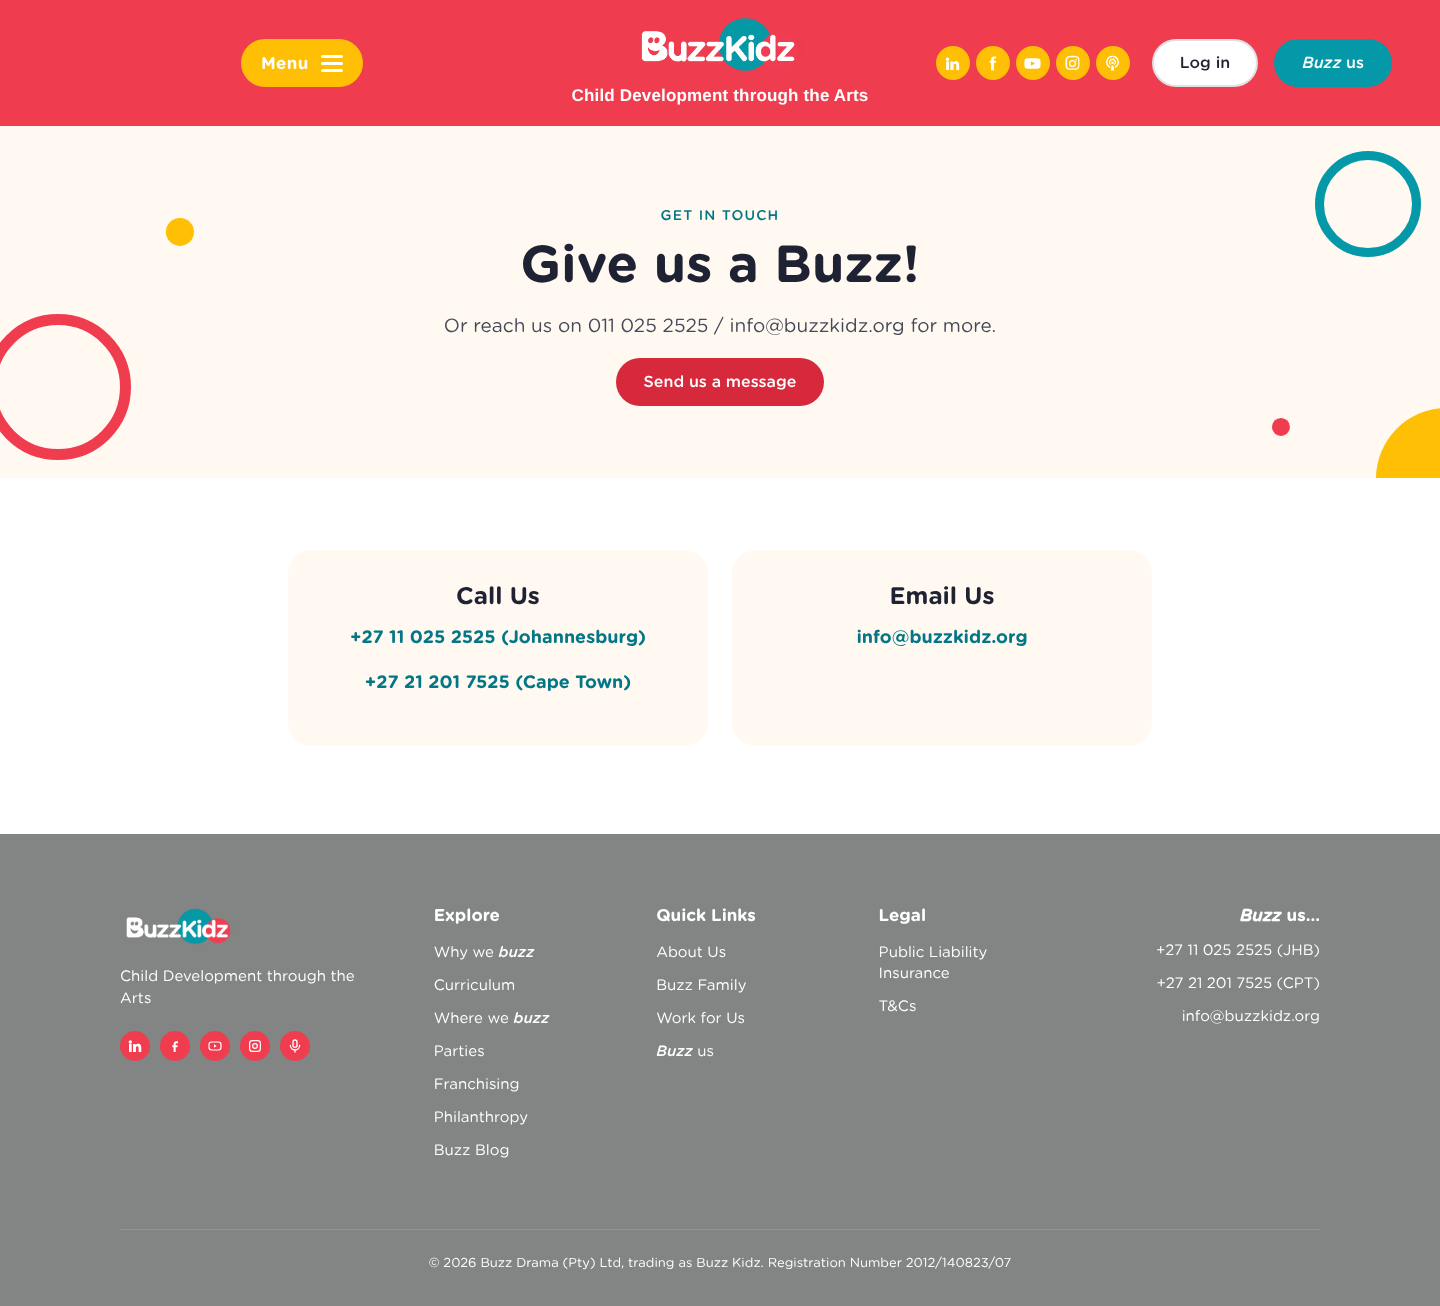 Menu
BuzzKidz
Child Development through the Arts
Log in
Buzz us
GET IN TOUCH
Give us a Buzz!
Or reach us on 011 025 2525 / info@buzzkidz.org for more.
Send us a message
Call Us
+27 11 025 2525 (Johannesburg)
+27 21 201 7525 (Cape Town)
Email Us
info@buzzkidz.org
BuzzKidz
Child Development through the
Arts
Explore
Why we buzz
Curriculum
Where we buzz
Parties
Franchising
Philanthropy
Buzz Blog
Quick Links
About Us
Buzz Family
Work for Us
Buzz us
Legal
Public Liability
Insurance
T&Cs
Buzz us...
+27 11 025 2525 (JHB)
+27 21 201 7525 (CPT)
info@buzzkidz.org
© 2026 Buzz Drama (Pty) Ltd, trading as Buzz Kidz. Registration Number 2012/140823/07